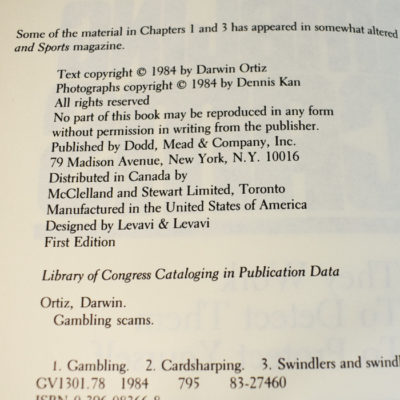 Some of the material in Chapters 1 and 3 has appeared in somewhat altered
and Sports magazine.
Text copyright © 1984 by Darwin Ortiz
Photographs copyright © 1984 by Dennis Kan
All rights reserved
No part of this book may be reproduced in any form
without permission in writing from the publisher.
Published by Dodd, Mead & Company, Inc.
79 Madison Avenue, New York, N.Y. 10016
Distributed in Canada by
McClelland and Stewart Limited, Toronto
Manufactured in the United States of America
Designed by Levavi & Levavi
First Edition
Library of Congress Cataloging in Publication Data
Ortiz, Darwin.
Gambling scams.
1. Gambling. 2. Cardsharping. 3. Swindlers and swindl
GV1301.78 1984 795 83-27460
ISBN